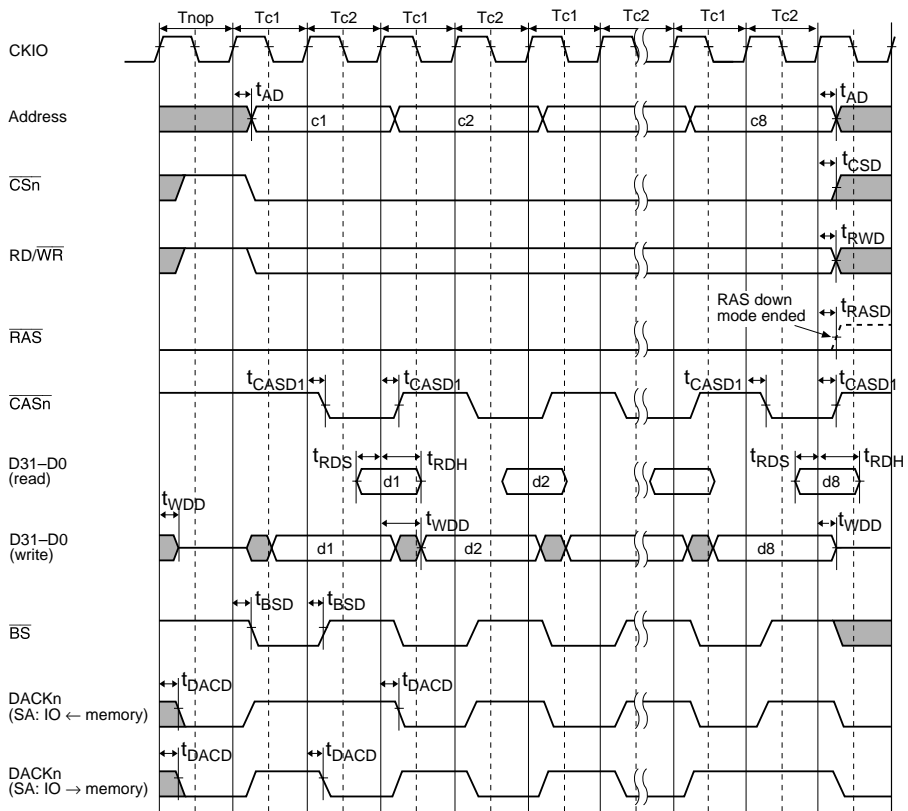 Tnop Tc1 Tc2 Tc1 Tc2 Tc1 Tc2 Tc1 Tc2
CKIO
tAD tAD
Address c1 c2 c8
tCSD
CSn
tRWD
RD/WR
RAS down
mode ended
tRASD
RAS
tCASD1 tCASD1 tCASD1 tCASD1
CASn
D31–D0
(read)
tRDS d1 tRDH d2 tRDS d8 tRDH
tWDD tWDD tWDD
D31–D0
(write)
d1 d2 d8
tBSD tBSD
BS
tDACD tDACD
DACKn
(SA: IO ← memory)
tDACD tDACD
DACKn
(SA: IO → memory)